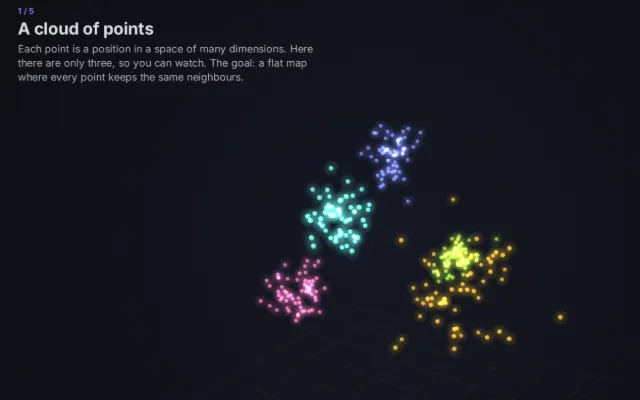 1 / 5
A cloud of points
Each point is a position in a space of many dimensions. Here
there are only three, so you can watch. The goal: a flat map
where every point keeps the same neighbours.